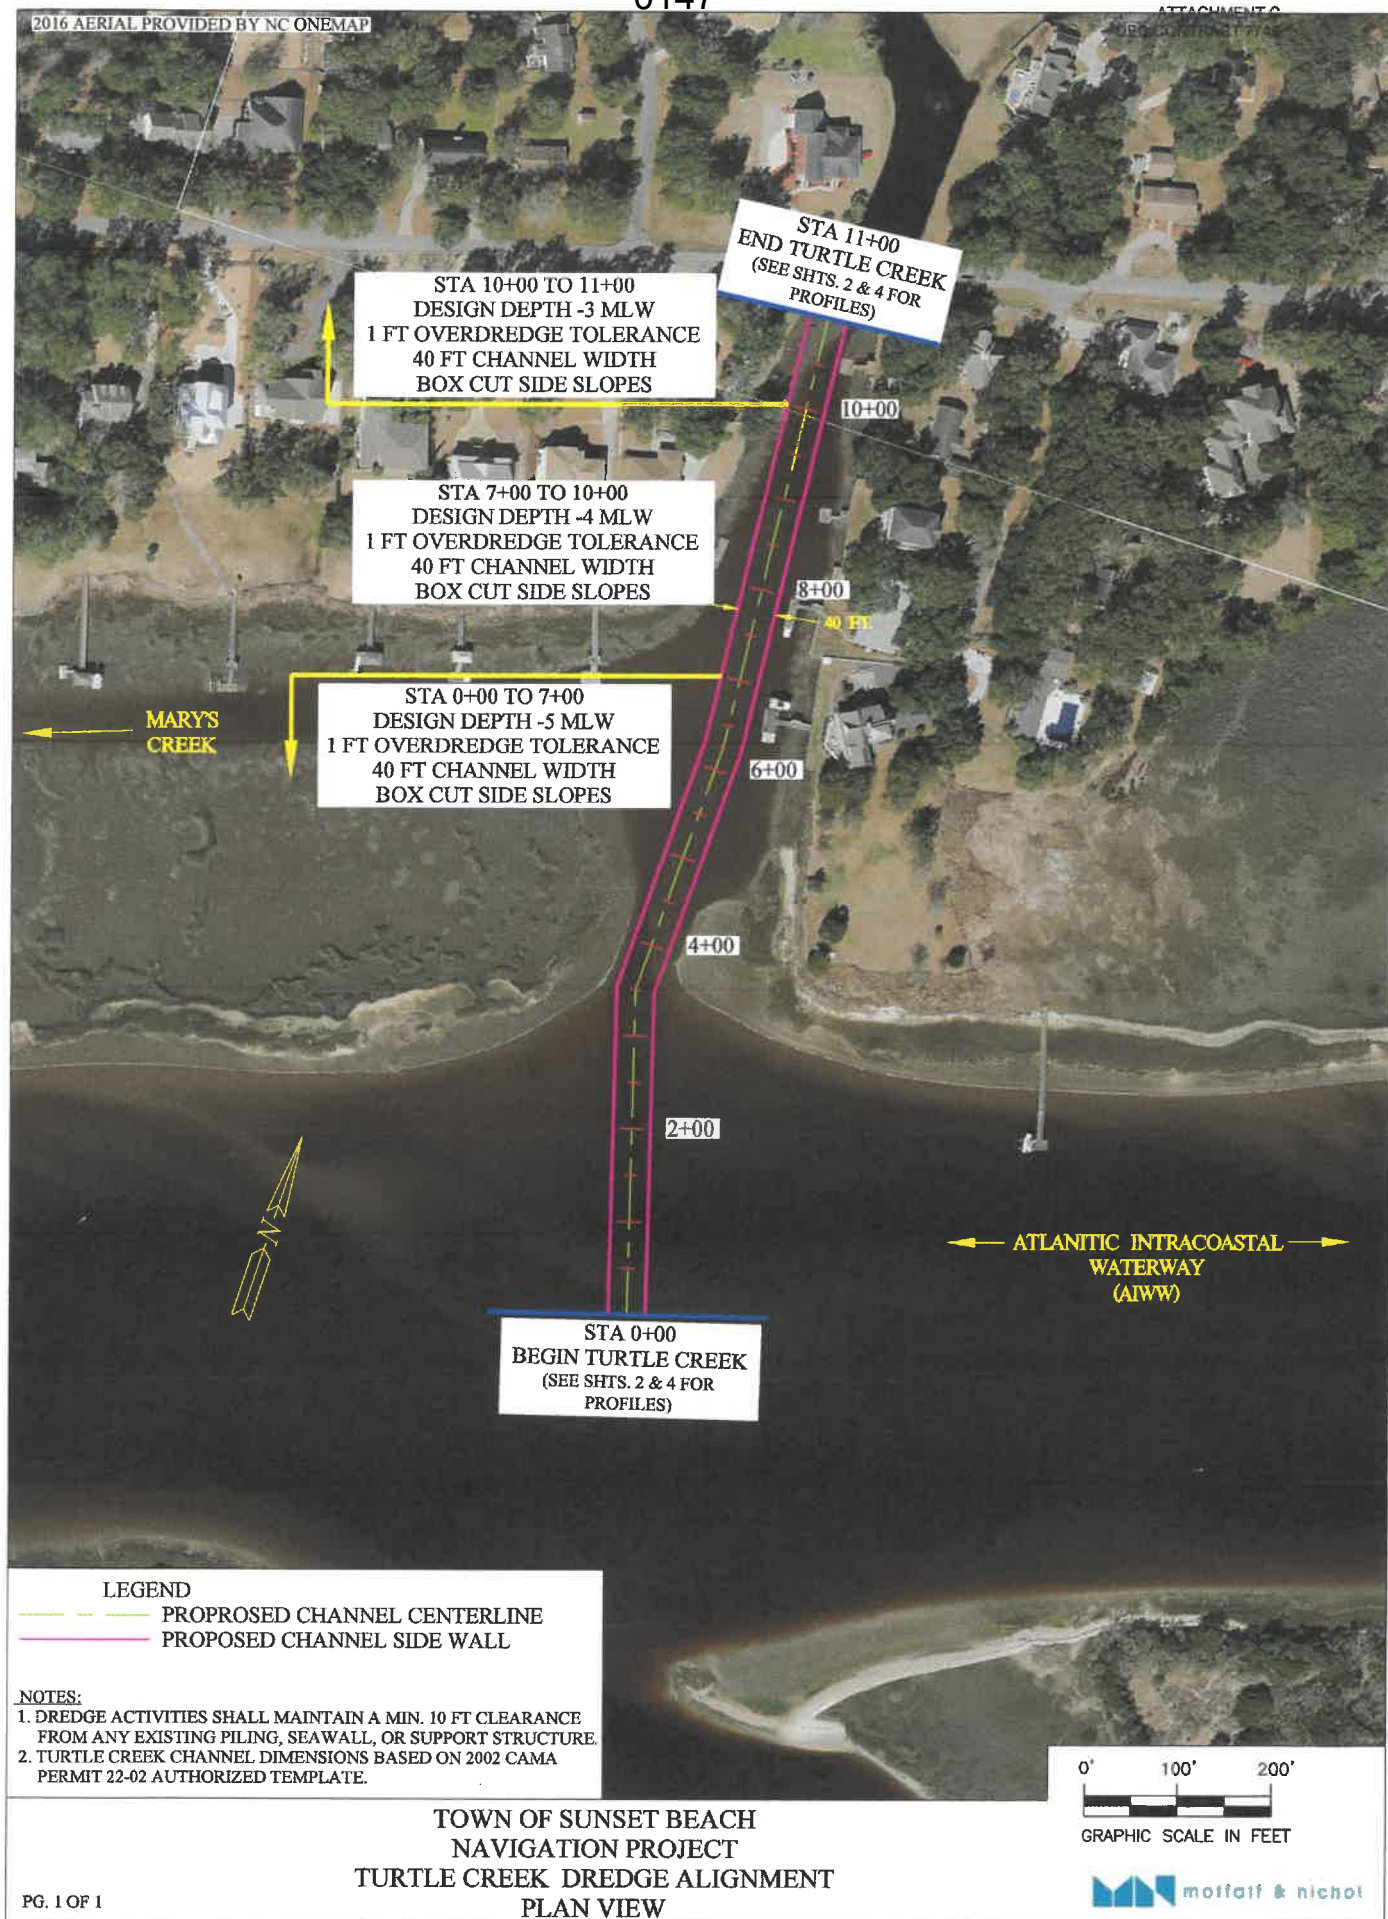 2016 AERIAL PROVIDED BY NC ONEMAP
ATTACHMENT C
STA 11+00
END TURTLE CREEK
(SEE SHTS. 2 & 4 FOR
PROFILES)
STA 10+00 TO 11+00
DESIGN DEPTH -3 MLW
1 FT OVERDREDGE TOLERANCE
40 FT CHANNEL WIDTH
BOX CUT SIDE SLOPES
10+00
STA 7+00 TO 10+00
DESIGN DEPTH -4 MLW
1 FT OVERDREDGE TOLERANCE
40 FT CHANNEL WIDTH
BOX CUT SIDE SLOPES
8+00
40 FT.
STA 0+00 TO 7+00
DESIGN DEPTH -5 MLW
1 FT OVERDREDGE TOLERANCE
40 FT CHANNEL WIDTH
BOX CUT SIDE SLOPES
MARY'S
CREEK
6+00
4+00
2+00
N
ATLANITIC INTRACOASTAL
WATERWAY
(AIWW)
STA 0+00
BEGIN TURTLE CREEK
(SEE SHTS. 2 & 4 FOR
PROFILES)
LEGEND
PROPROSED CHANNEL CENTERLINE
PROPOSED CHANNEL SIDE WALL
NOTES:
1. DREDGE ACTIVITIES SHALL MAINTAIN A MIN. 10 FT CLEARANCE
FROM ANY EXISTING PILING, SEAWALL, OR SUPPORT STRUCTURE.
2. TURTLE CREEK CHANNEL DIMENSIONS BASED ON 2002 CAMA
PERMIT 22-02 AUTHORIZED TEMPLATE.
0' 100' 200'
GRAPHIC SCALE IN FEET
TOWN OF SUNSET BEACH
NAVIGATION PROJECT
TURTLE CREEK DREDGE ALIGNMENT
PLAN VIEW
PG. 1 OF 1
moffatt & nichol